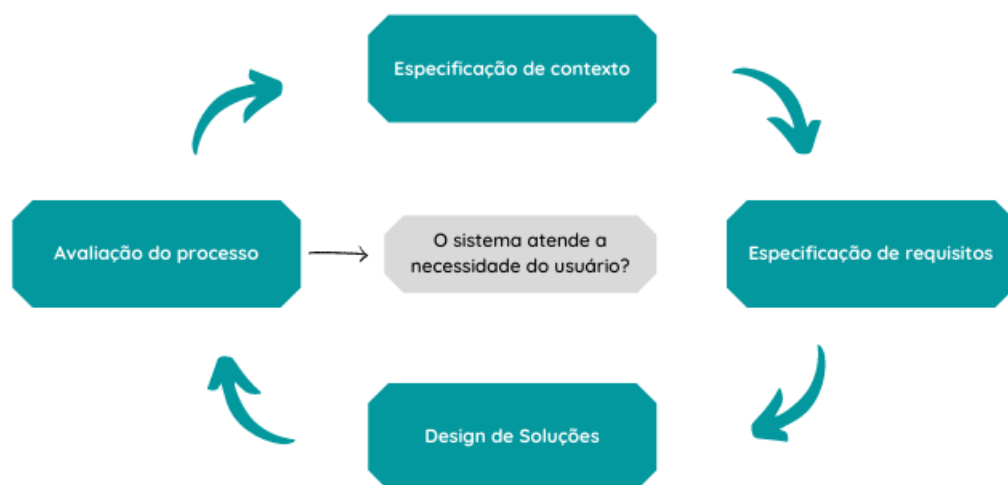 Especificação de contexto
Avaliação do processo
O sistema atende a
necessidade do usuário?
Especificação de requisitos
Design de Soluções